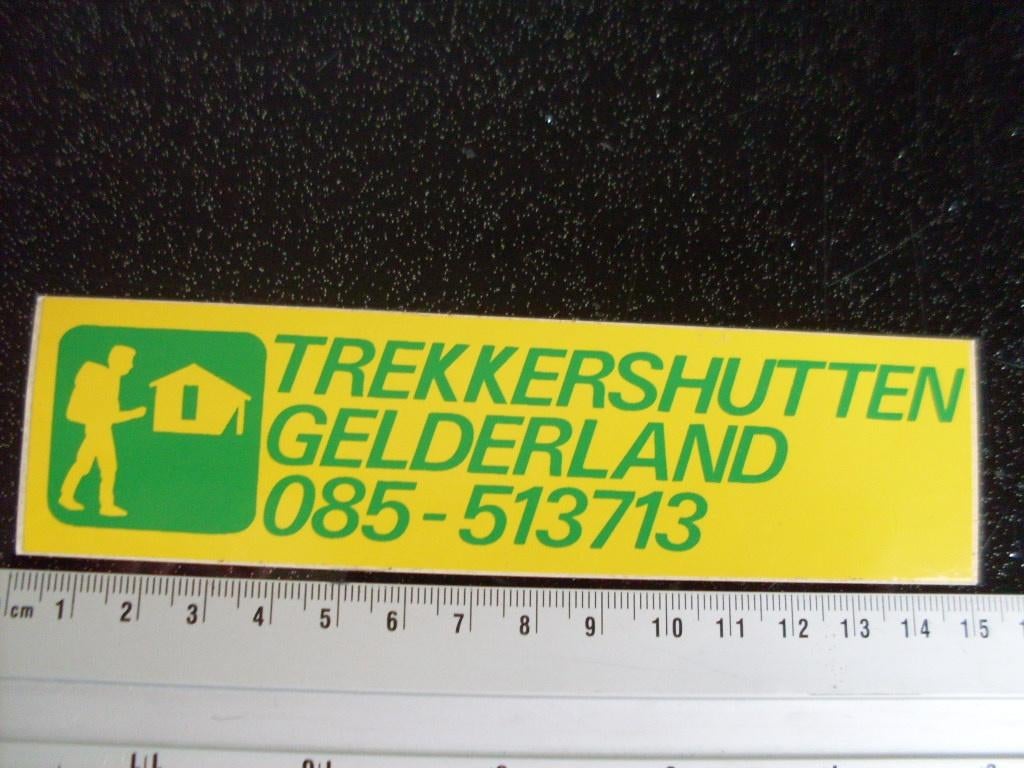 TREKKERSHUTTEN
GELDERLAND
085-513713
cm 1 2 3 4 5 6 7 8 9 10 11 12 13 14 15